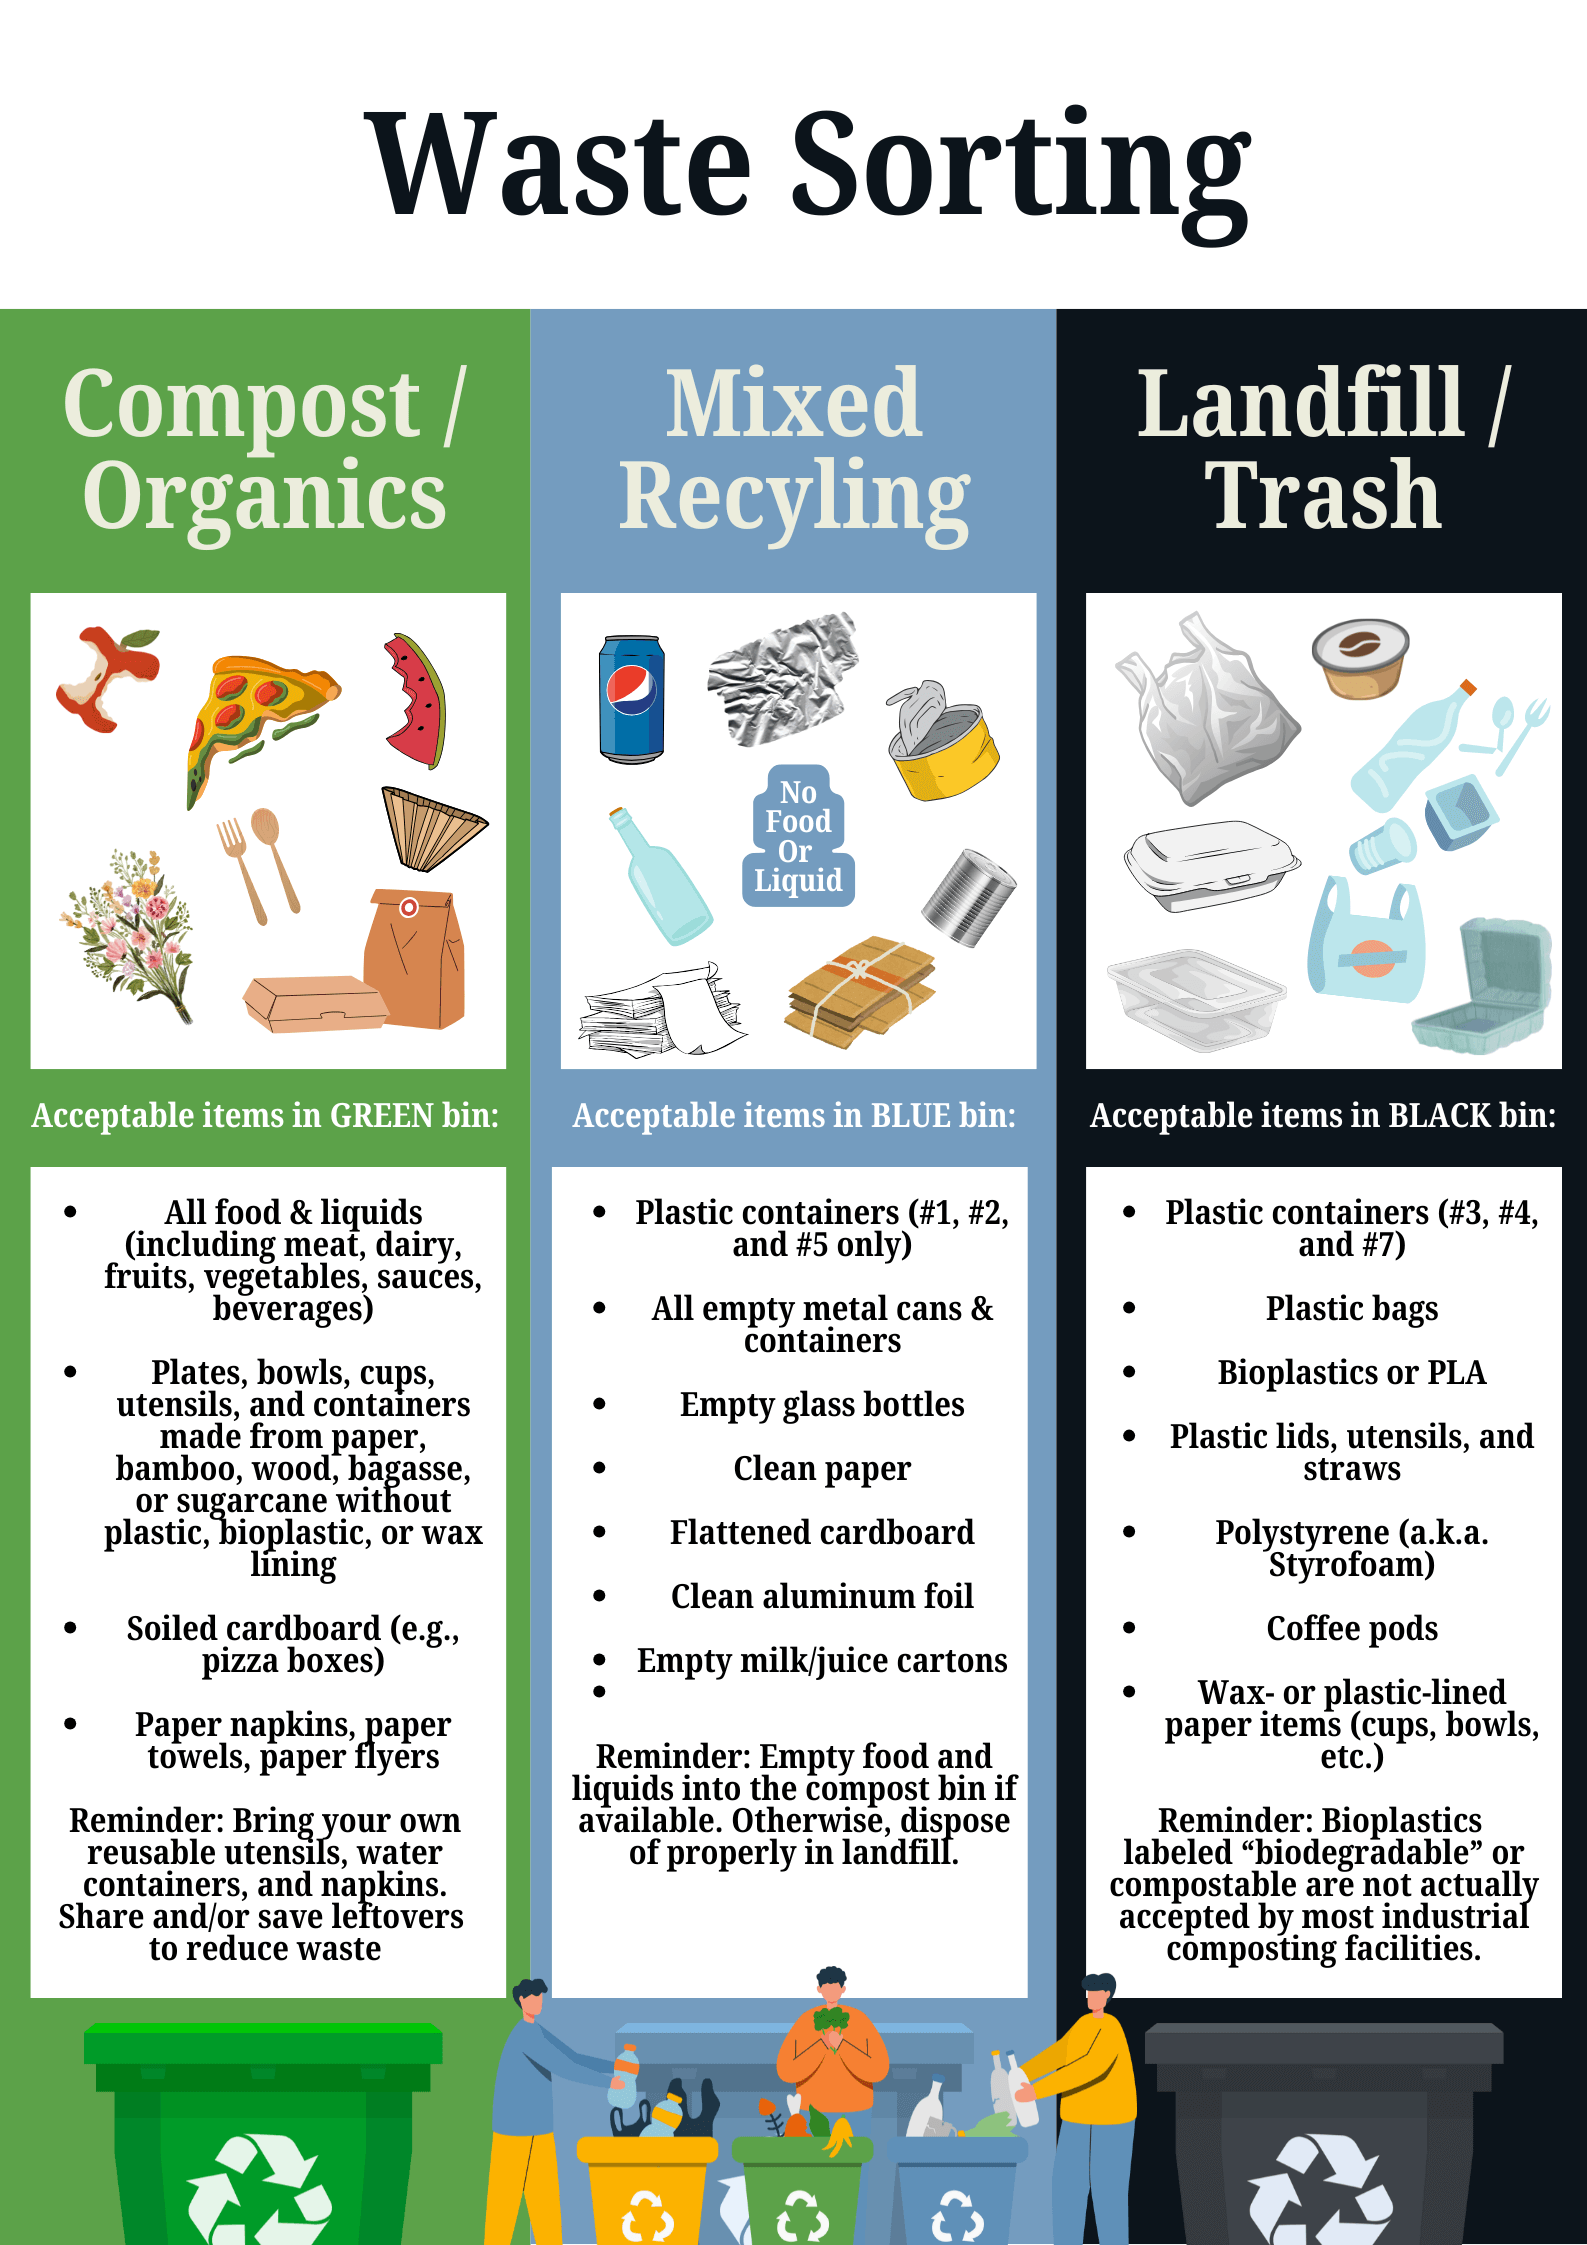 Waste Sorting
Compost /
Organics
Mixed
Recyling
Landfill /
Trash
No
Food
Or
Liquid
Acceptable items in GREEN bin:
• All food & liquids
(including meat, dairy,
fruits, vegetables, sauces,
beverages)
• Plates, bowls, cups,
utensils, and containers
made from paper,
bamboo, wood, bagasse,
or sugarcane without
plastic, bioplastic, or wax
lining
• Soiled cardboard (e.g.,
pizza boxes)
• Paper napkins, paper
towels, paper flyers
Reminder: Bring your own
reusable utensils, water
containers, and napkins.
Share and/or save leftovers
to reduce waste
Acceptable items in BLUE bin:
• Plastic containers (#1, #2,
and #5 only)
• All empty metal cans &
containers
• Empty glass bottles
• Clean paper
• Flattened cardboard
• Clean aluminum foil
• Empty milk/juice cartons
•
Reminder: Empty food and
liquids into the compost bin if
available. Otherwise, dispose
of properly in landfill.
Acceptable items in BLACK bin:
• Plastic containers (#3, #4,
and #7)
• Plastic bags
• Bioplastics or PLA
• Plastic lids, utensils, and
straws
• Polystyrene (a.k.a.
Styrofoam)
• Coffee pods
• Wax- or plastic-lined
paper items (cups, bowls,
etc.)
Reminder: Bioplastics
labeled “biodegradable” or
compostable are not actually
accepted by most industrial
composting facilities.